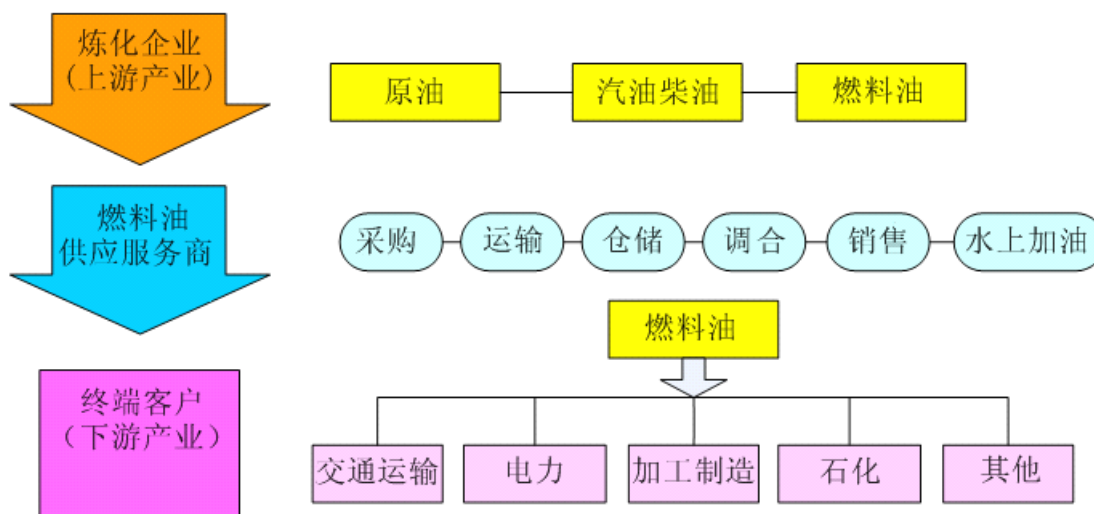 炼化企业
(上游产业)
原油
汽油柴油
燃料油
燃料油
供应服务商
采购
运输
仓储
调合
销售
水上加油
燃料油
终端客户
（下游产业）
交通运输
电力
加工制造
石化
其他